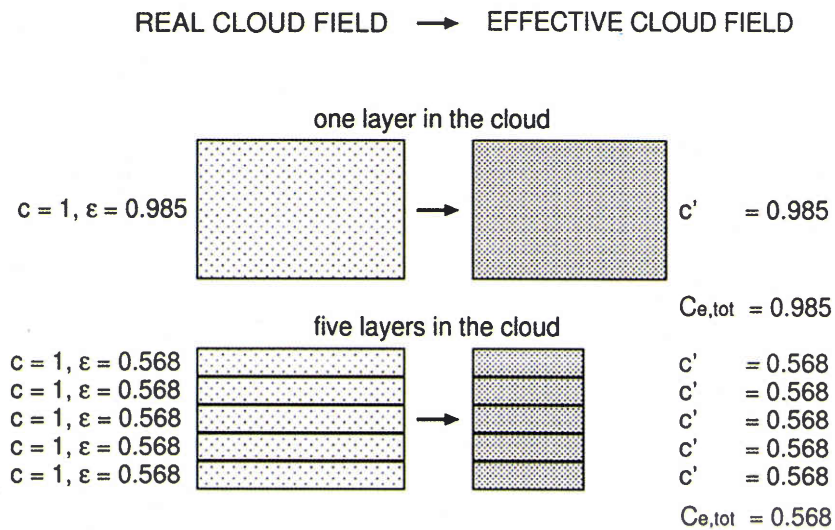 REAL CLOUD FIELD → EFFECTIVE CLOUD FIELD
one layer in the cloud
c = 1, ε = 0.985 → c' = 0.985
Ce,tot = 0.985
five layers in the cloud
c = 1, ε = 0.568 c' = 0.568
c = 1, ε = 0.568 c' = 0.568
c = 1, ε = 0.568 → c' = 0.568
c = 1, ε = 0.568 c' = 0.568
c = 1, ε = 0.568 c' = 0.568
Ce,tot = 0.568